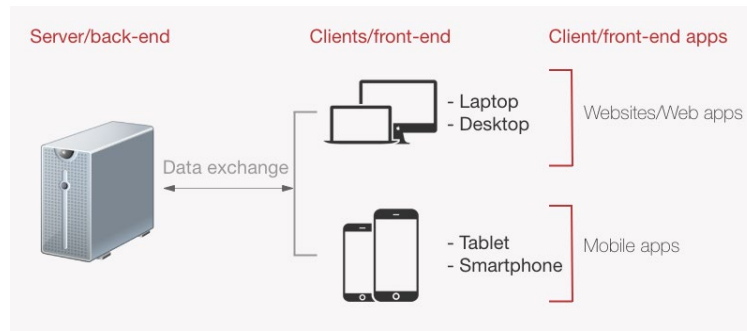 Server/back-end
Clients/front-end
Client/front-end apps
- Laptop
- Desktop
Websites/Web apps
Data exchange
- Tablet
- Smartphone
Mobile apps